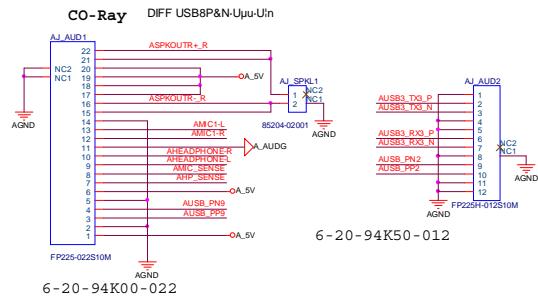 CO-Ray DIFF USB8P&N-Uµu-U!n
AJ_AUD1
22
21
20
19
18
17
16
15
14
13
12
11
10
9
8
7
6
5
4
3
2
1
NC2
NC1
AGND
FP225-022S10M
6-20-94K00-022
ASPKOUTR+_R
A_5V
ASPKOUTR-_R
AMIC1-L
AMIC1-R
AHEADPHONE-R
AHEADPHONE-L
AMIC_SENSE
AHP_SENSE
A_AUDG
A_5V
AUSB_PN9
AUSB_PP9
A_5V
AGND
AJ_SPKL1
1
2
NC2
NC1
85204-02001
AGND
AJ_AUD2
AUSB3_TX3_P
AUSB3_TX3_N
AUSB3_RX3_P
AUSB3_RX3_N
AUSB_PN2
AUSB_PP2
1
2
3
4
5
6
7
8
9
10
11
12
NC2
NC1
AGND
AGND
FP225H-012S10M
6-20-94K50-012